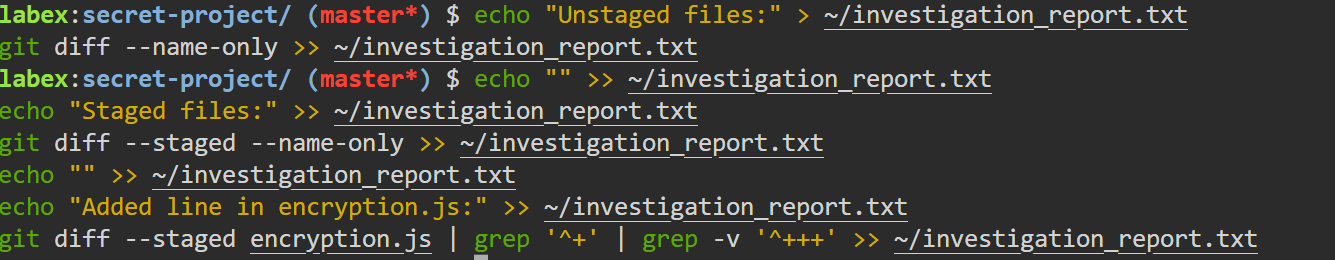 labex:secret-project/ (master*) $ echo "Unstaged files:" > ~/investigation_report.txt
git diff --name-only >> ~/investigation_report.txt
labex:secret-project/ (master*) $ echo "" >> ~/investigation_report.txt
echo "Staged files:" >> ~/investigation_report.txt
git diff --staged --name-only >> ~/investigation_report.txt
echo "" >> ~/investigation_report.txt
echo "Added line in encryption.js:" >> ~/investigation_report.txt
git diff --staged encryption.js | grep '^+' | grep -v '^+++' >> ~/investigation_report.txt